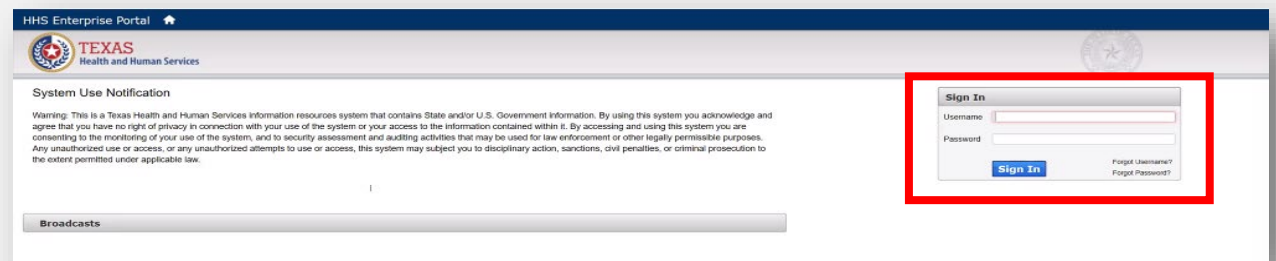 HHS Enterprise Portal
TEXAS
Health and Human Services
System Use Notification
Warning: This is a Texas Health and Human Services information resources system that contains State and/or U.S. Government information. By using this system you acknowledge and
agree that you have no right of privacy in connection with your use of the system or your access to the information contained within it. By accessing and using this system you are
consenting to the monitoring of your use of the system, and to security assessment and auditing activities that may be used for law enforcement or other legally permissible purposes.
Any unauthorized use or access, or any unauthorized attempts to use or access, this system may subject you to disciplinary action, sanctions, civil penalties, or criminal prosecution to
the extent permitted under applicable law.
Broadcasts
Sign In
Username
Password
Sign In
Forgot Username?
Forgot Password?